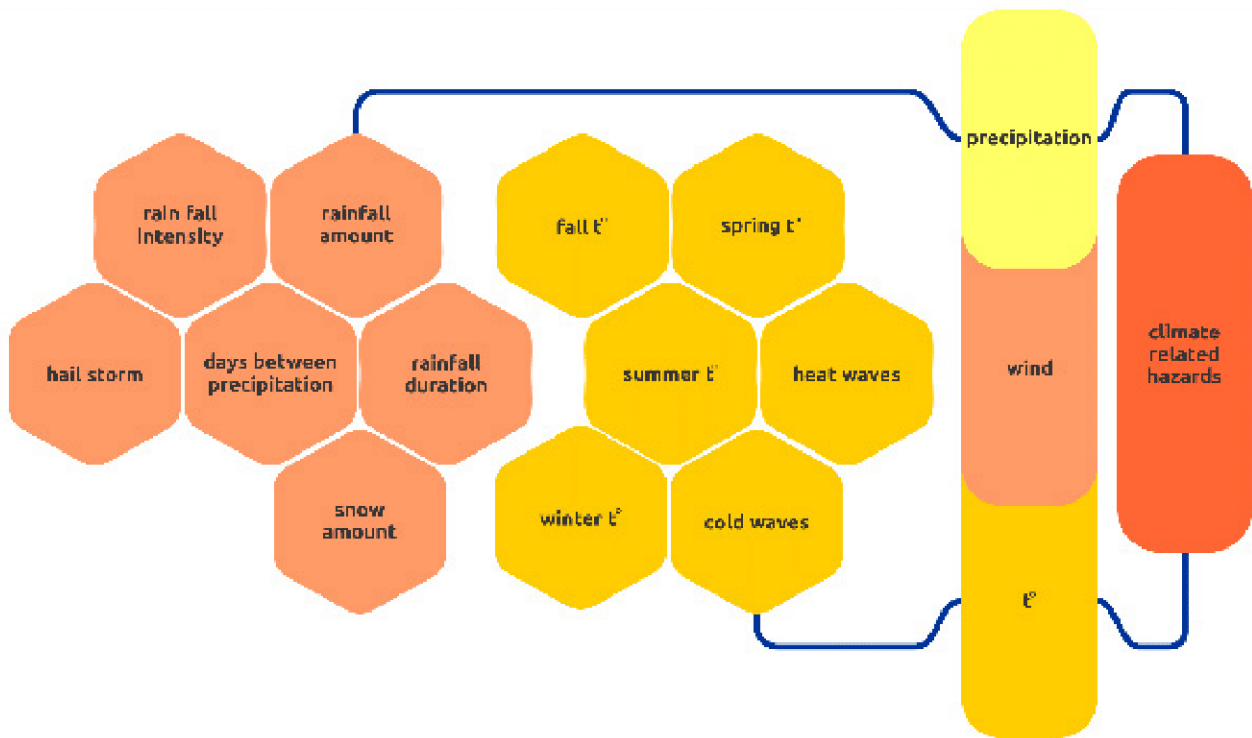 precipitation
rain fall
intensity
rainfall
amount
fall t°
spring t°
climate
related
hazards
hail storm
days between
precipitation
rainfall
duration
summer t°
heat waves
wind
snow
amount
winter t°
cold waves
t°